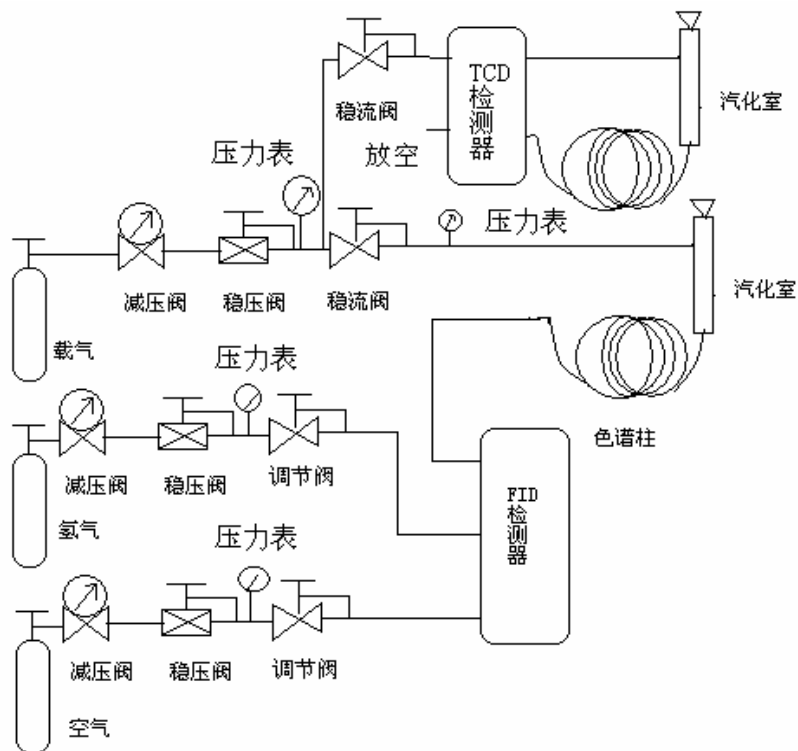 TCD
检
测
器
稳流阀
汽化室
压力表
放空
压力表
减压阀
稳压阀
稳流阀
汽化室
载气
压力表
色谱柱
减压阀
稳压阀
调节阀
FID
检
测
器
氢气
压力表
减压阀
稳压阀
调节阀
空气